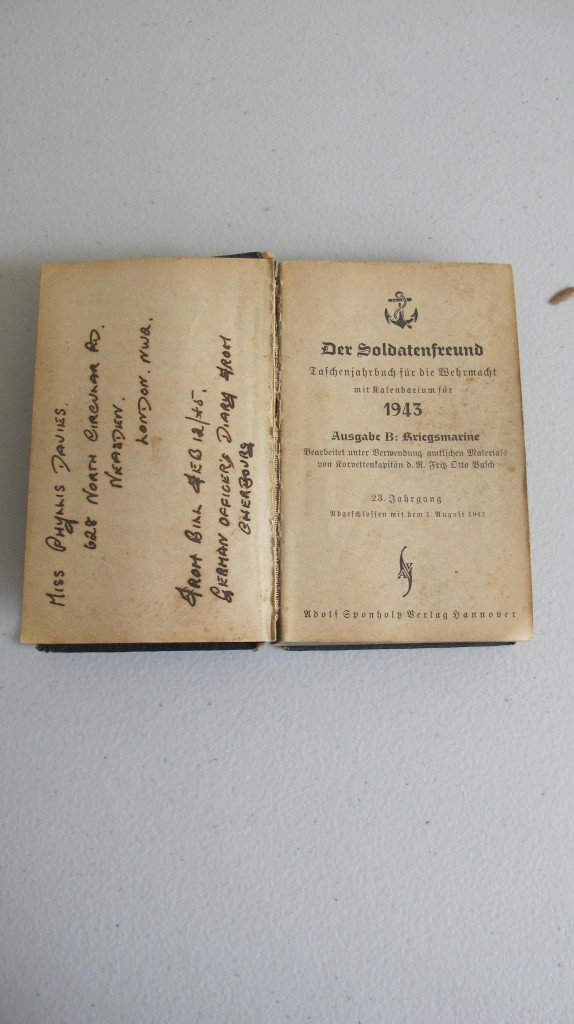 MISS PHYLLIS DAVIES.
628 NORTH CIRCULAR RD.
NEASDEN.
LONDON. NW2.
FROM BILL FEB 12/45.
GERMAN OFFICER'S DIARY FROM
CHERBOURG
Der Soldatenfreund
Taschenjahrbuch für die Wehrmacht
mit Kalendarium für
1943
Ausgabe B: Kriegsmarine
Bearbeitet unter Verwendung amtlichen Materials
von Korvettenkapitän d. R. Fritz Otto Busch
23. Jahrgang
Abgeschlossen mit dem 1. August 1942
Adolf Sponholtz Verlag Hannover